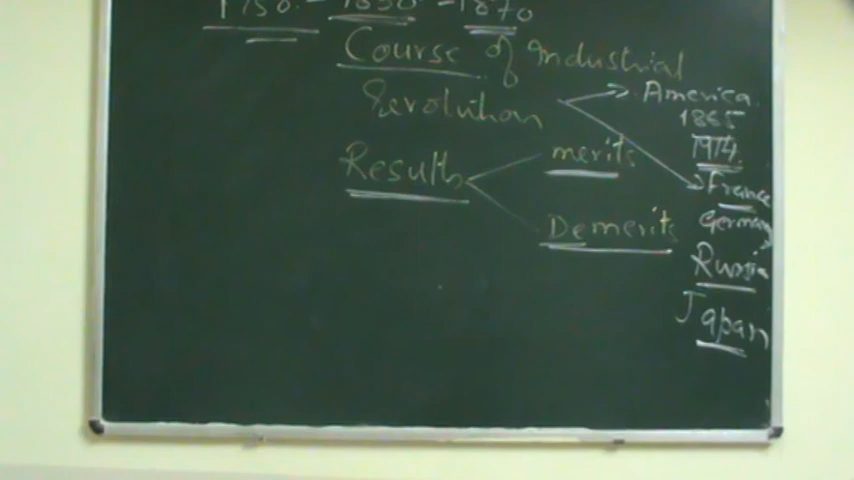 1750 - 1850 - 1870
Course of Industrial
Revolution
America
1865
1914
Results
merits
France
Demerits
Germany
Russia
Japan